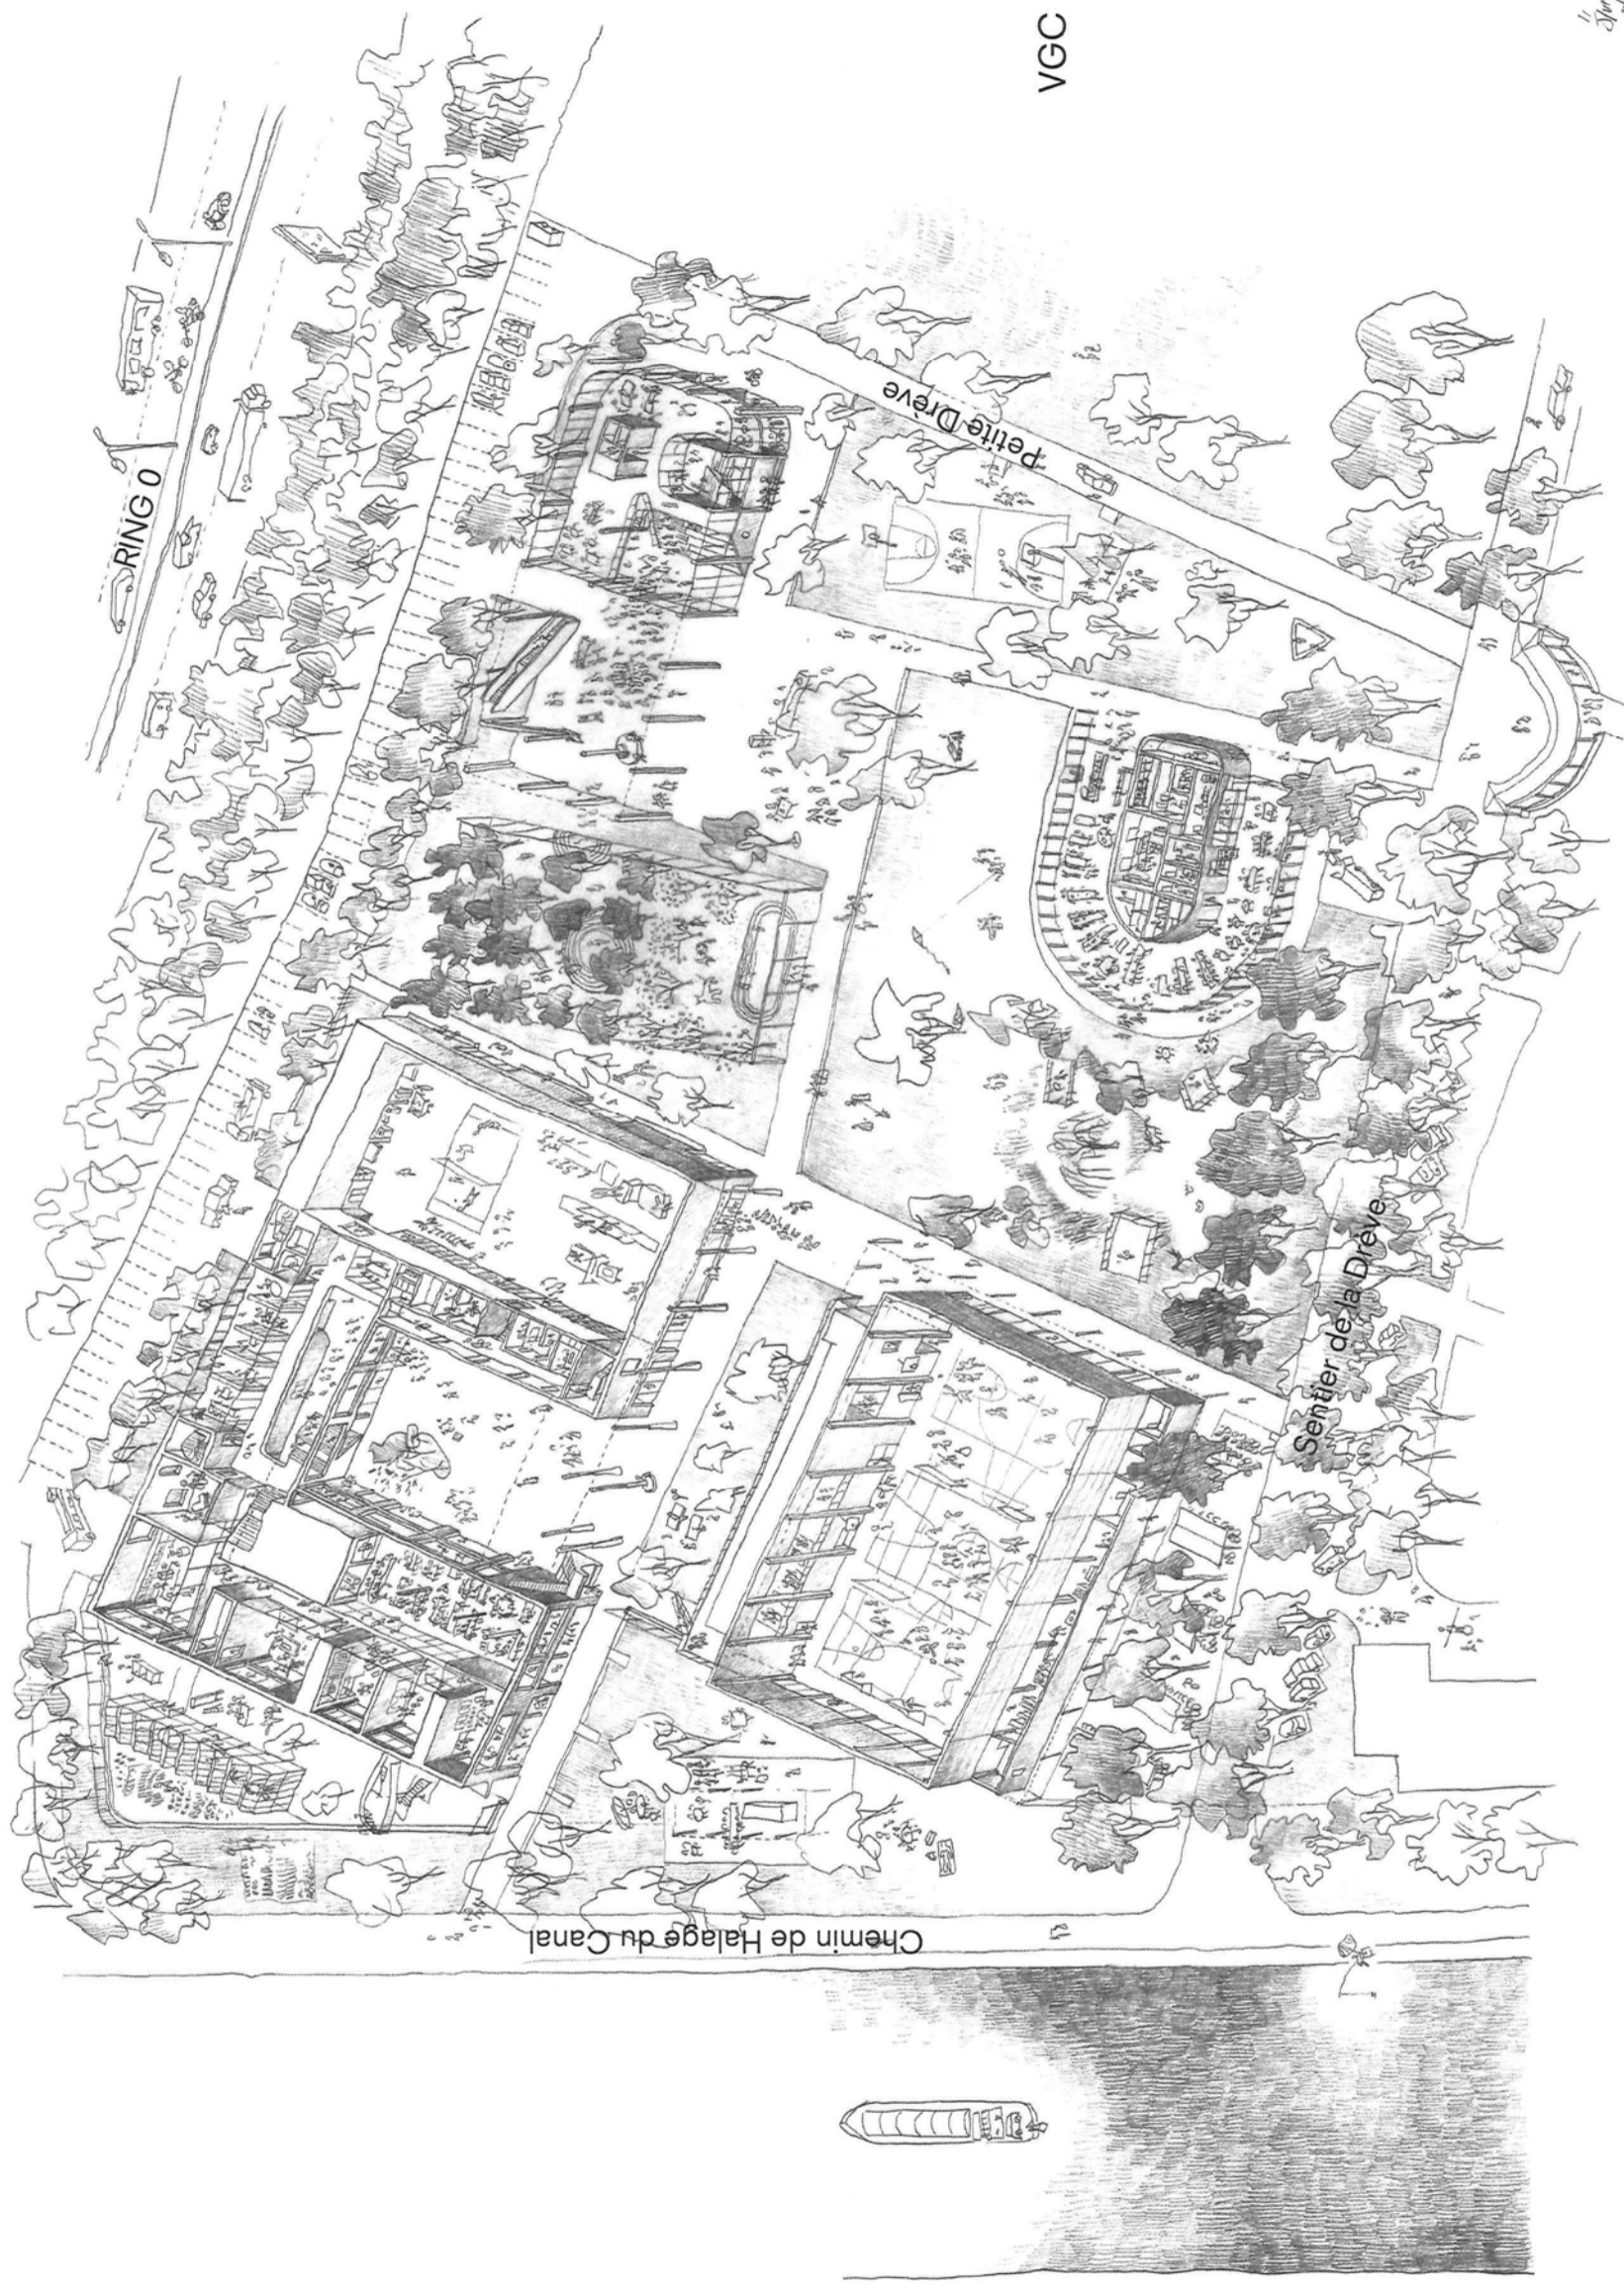 RING 0
VGC
Petite Drève
Sentier de la Drève
Chemin de Halage du Canal